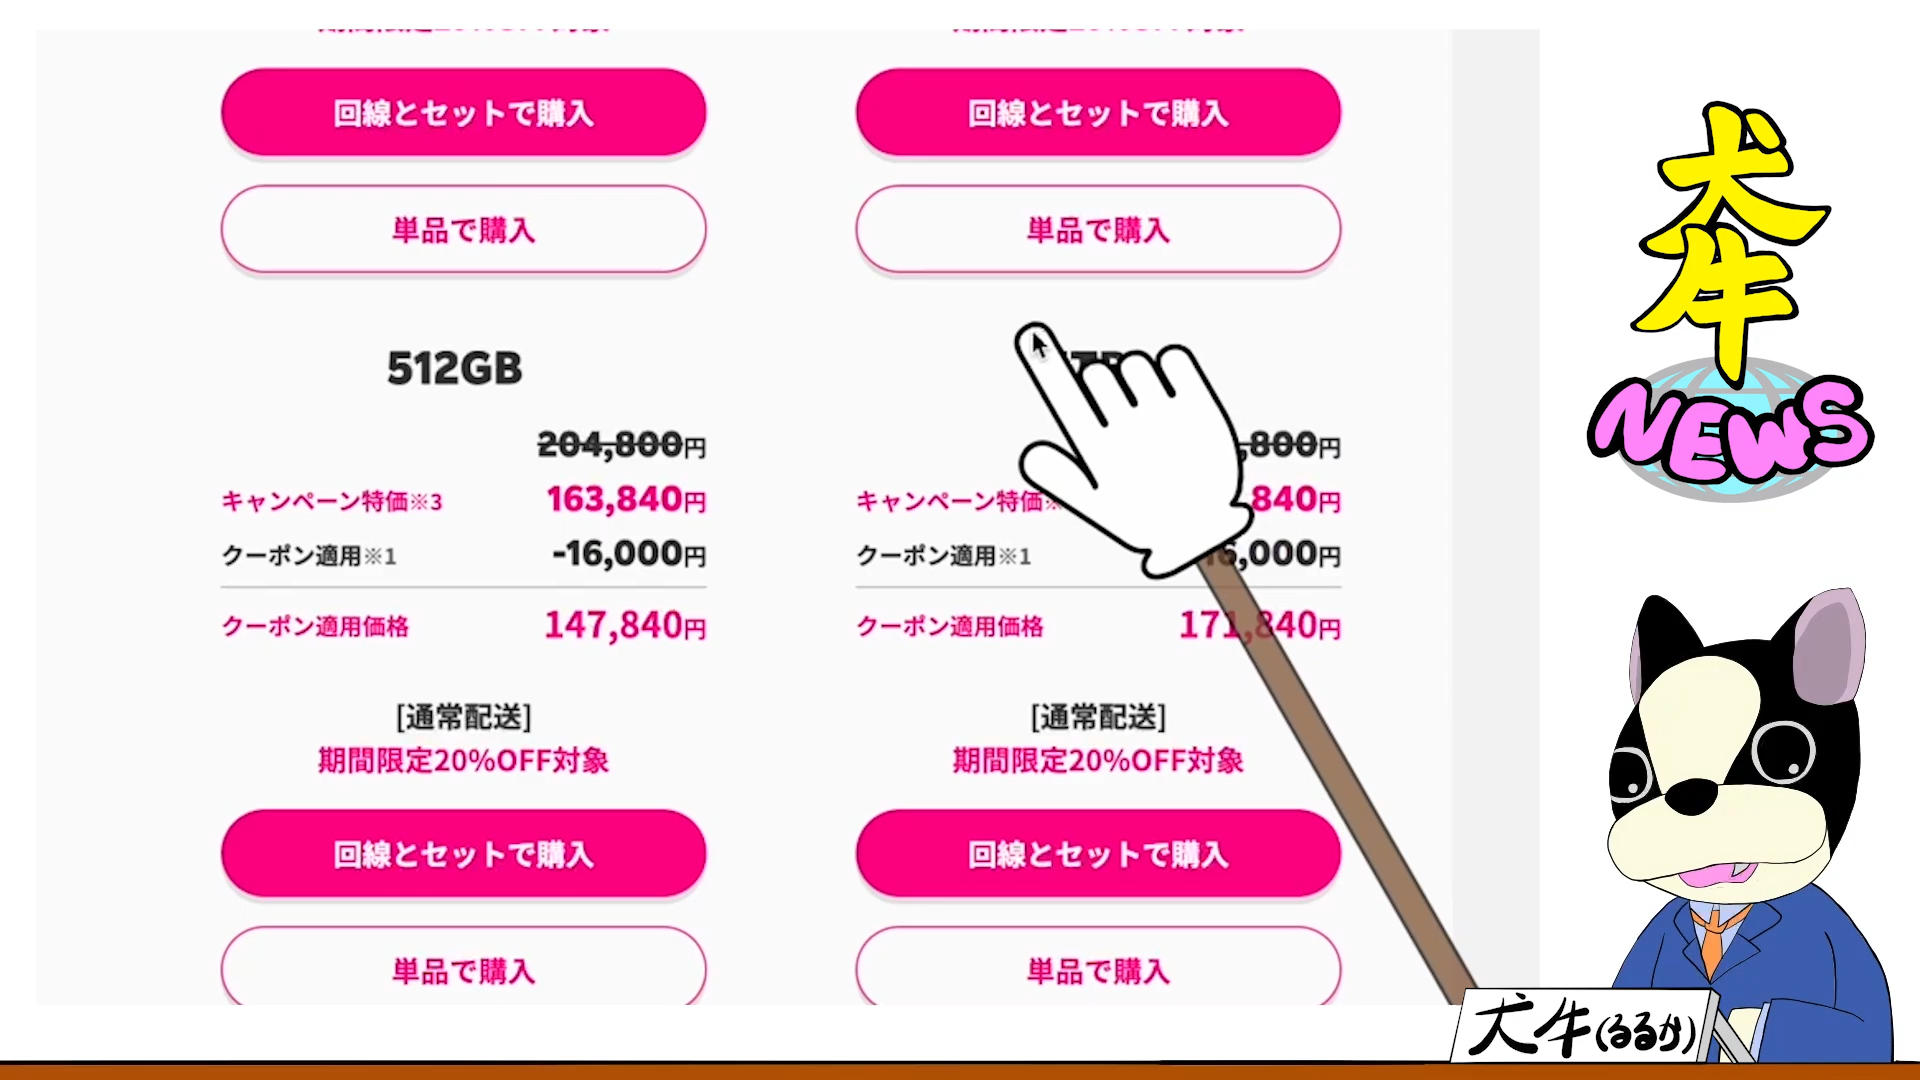 回線とセットで購入
単品で購入
512GB
204,800円
キャンペーン特価※3 163,840円
クーポン適用※1 -16,000円
クーポン適用価格 147,840円
[通常配送]
期間限定20%OFF対象
回線とセットで購入
単品で購入
回線とセットで購入
単品で購入
,800円
キャンペーン特価 840円
クーポン適用※1 6,000円
クーポン適用価格 171,840円
[通常配送]
期間限定20%OFF対象
回線とセットで購入
単品で購入
犬牛
NEWS
犬牛(るるか)